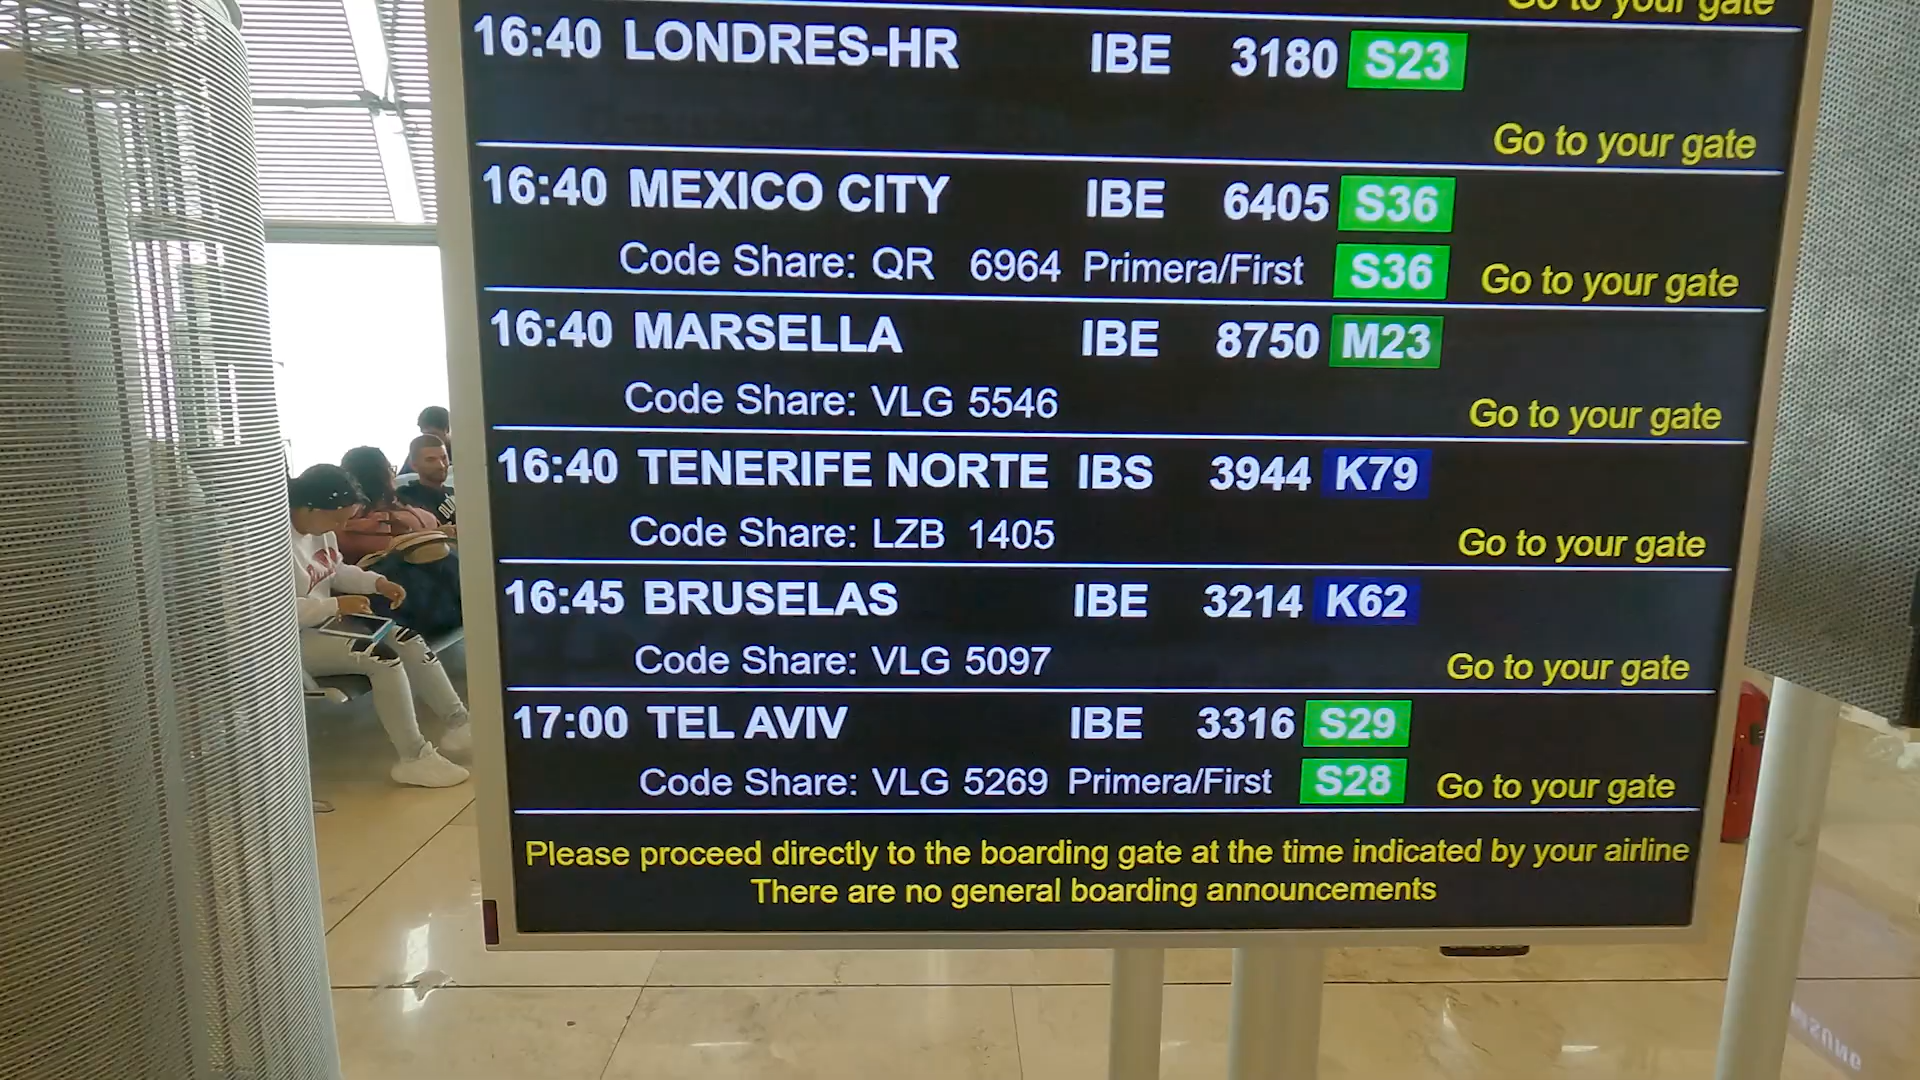 Go to your gate
16:40 LONDRES-HR IBE 3180 S23
Go to your gate
16:40 MEXICO CITY IBE 6405 S36
Code Share: QR 6964 Primera/First S36 Go to your gate
16:40 MARSELLA IBE 8750 M23
Code Share: VLG 5546 Go to your gate
16:40 TENERIFE NORTE IBS 3944 K79
Code Share: LZB 1405 Go to your gate
16:45 BRUSELAS IBE 3214 K62
Code Share: VLG 5097 Go to your gate
17:00 TEL AVIV IBE 3316 S29
Code Share: VLG 5269 Primera/First S28 Go to your gate
Please proceed directly to the boarding gate at the time indicated by your airline
There are no general boarding announcements